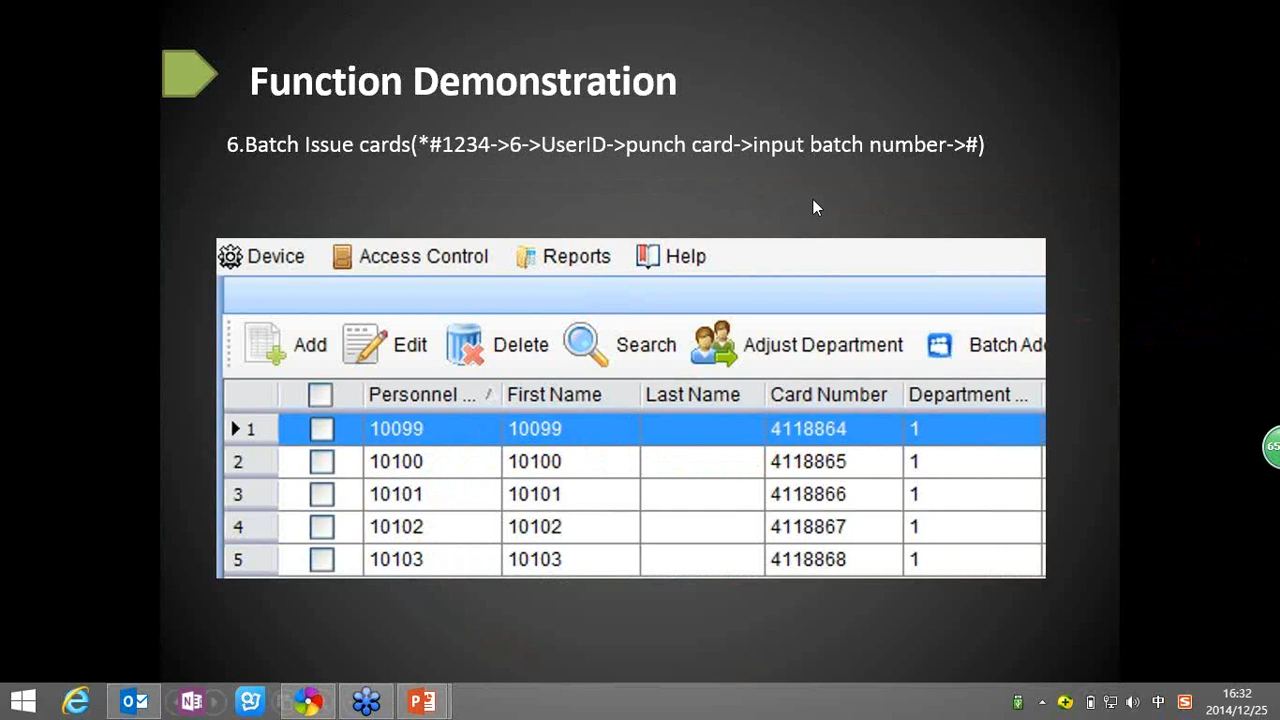 Function Demonstration
6.Batch Issue cards(*#1234->6->UserID->punch card->input batch number->#)
Device Access Control Reports Help
Add Edit Delete Search Adjust Department Batch Ad
Personnel ... First Name Last Name Card Number Department ...
1 10099 10099 4118864 1
2 10100 10100 4118865 1
3 10101 10101 4118866 1
4 10102 10102 4118867 1
5 10103 10103 4118868 1
65
中
16:32
2014/12/25